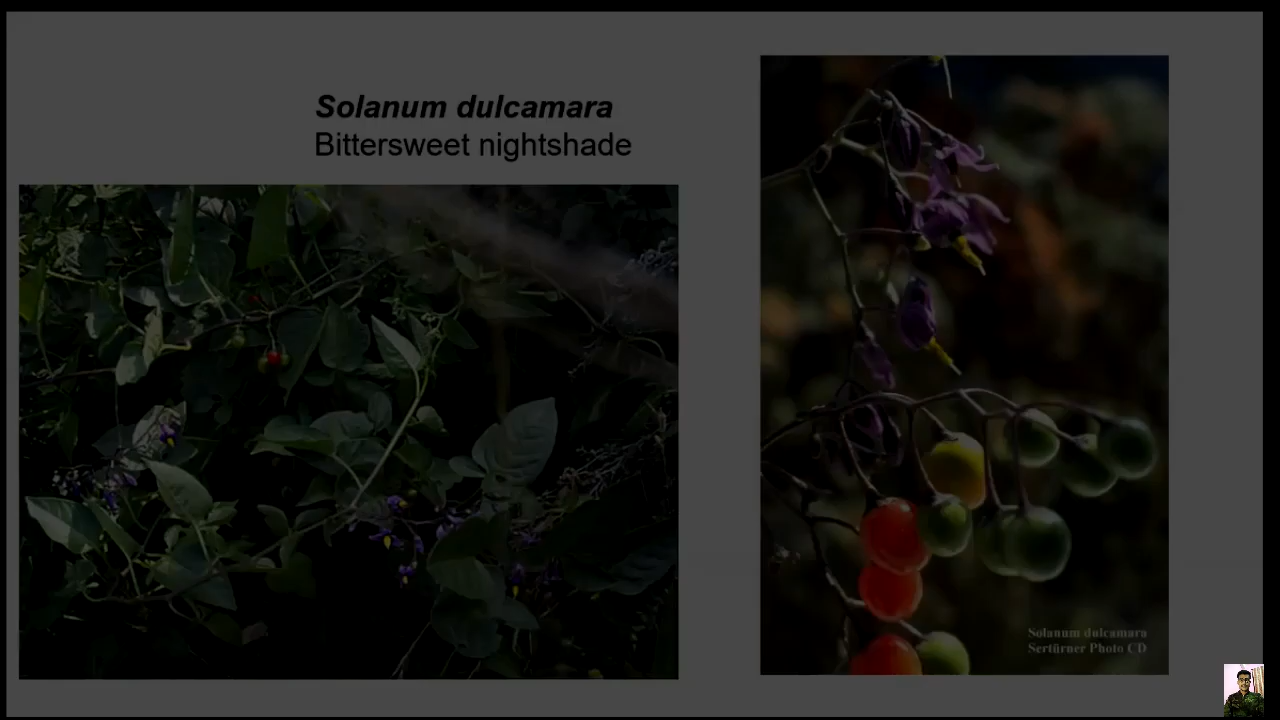 Solanum dulcamara
Bittersweet nightshade
Solanum dulcamara
Sertürner Photo CD